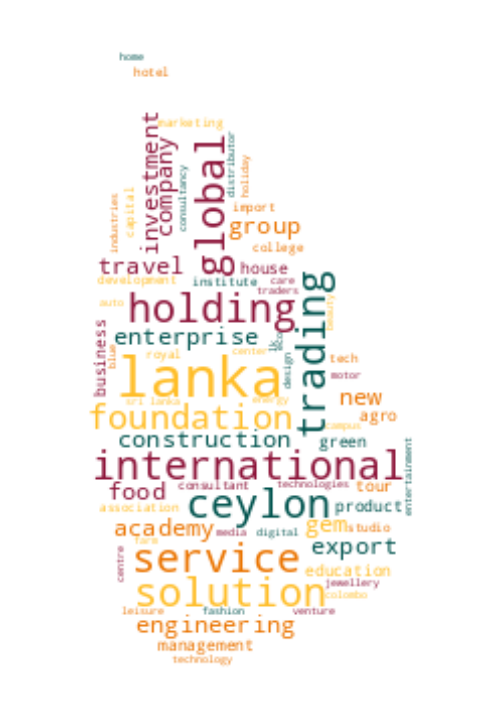 home
hotel
marketing
investment
company
global
distributor
consultancy
holiday
capital
industries
import
group
college
travel
house
development
institute
care
traders
holding
auto
trading
beauty
enterprise
business
blue
royal
center
eco
design
tech
motor
lanka
sri lanka
energy
new
agro
foundation
campus
construction
green
entertainment
international
food
consultant
technologies
tour
ceylon
association
product
academy
media
digital
gem
studio
fare
centre
service
export
education
jewellery
solution
colombo
leisure
fashion
venture
engineering
management
technology